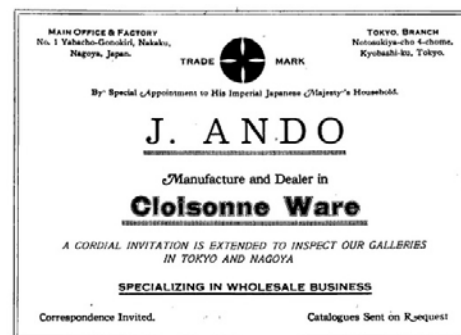 MAIN OFFICE & FACTORY
No. 1 Yabacho-Gonokiri, Nakaku,
Nagoya, Japan.
TOKYO, BRANCH
Notosukiya-cho 4-chome,
Kyobashi-ku, Tokyo.
TRADE MARK
By Special Appointment to His Imperial Japanese Majesty's Household.
J. ANDO
Manufacture and Dealer in
Cloisonne Ware
A CORDIAL INVITATION IS EXTENDED TO INSPECT OUR GALLERIES
IN TOKYO AND NAGOYA
SPECIALIZING IN WHOLESALE BUSINESS
Correspondence Invited.
Catalogues Sent on Rsequest